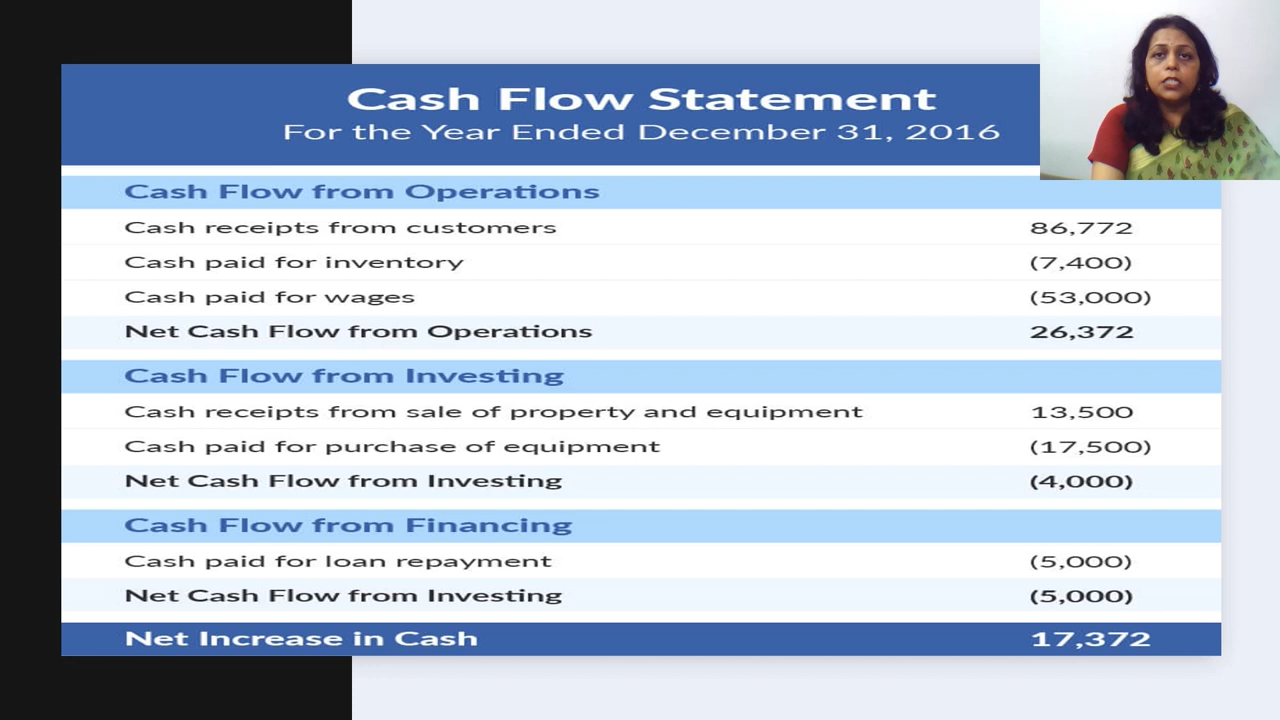 Cash Flow Statement
For the Year Ended December 31, 2016
Cash Flow from Operations
Cash receipts from customers 86,772
Cash paid for inventory (7,400)
Cash paid for wages (53,000)
Net Cash Flow from Operations 26,372
Cash Flow from Investing
Cash receipts from sale of property and equipment 13,500
Cash paid for purchase of equipment (17,500)
Net Cash Flow from Investing (4,000)
Cash Flow from Financing
Cash paid for loan repayment (5,000)
Net Cash Flow from Investing (5,000)
Net Increase in Cash 17,372